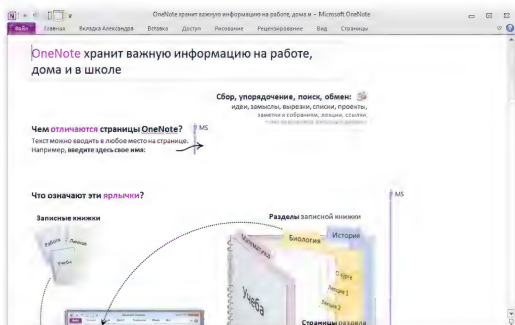 OneNote хранит важную информацию на работе, дома и – Microsoft OneNote
Файл Главная Вкладка Александра Вставка Доступ Рисование Рецензирование Вид Страницы
OneNote хранит важную информацию на работе,
дома и в школе
Сбор, упорядочение, поиск, обмен:
идеи, замыслы, вырезки, списки, проекты,
заметки к собраниям, лекции, ссылки,
Чем отличаются страницы OneNote?
MS
Текст можно вводить в любое место на странице.
Например, введите здесь свое имя:
Что означают эти ярлычки?
MS
Записные книжки
Разделы записной книжки
Работа
Личная
Учеба
Математика
Биология
История
О курсе
Лекция 1
Лекция 2
Учеба
Страницы раздела